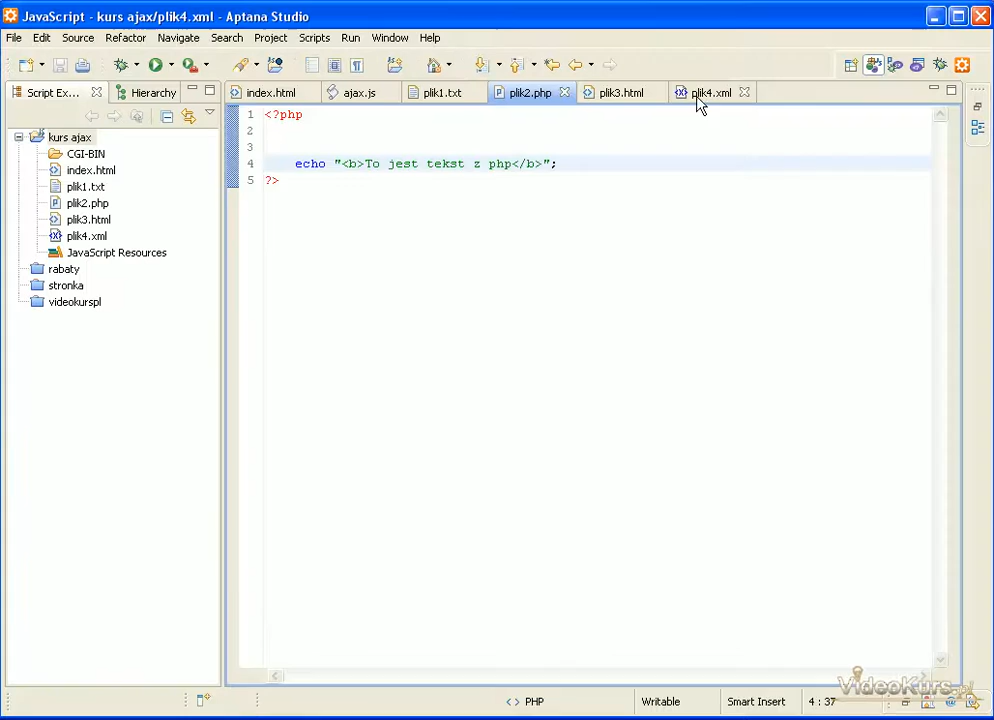 JavaScript - kurs ajax/plik4.xml - Aptana Studio
File Edit Source Refactor Navigate Search Project Scripts Run Window Help
Script Ex... Hierarchy
index.html ajax.js plik1.txt plik2.php plik3.html plik4.xml
kurs ajax
CGI-BIN
index.html
plik1.txt
plik2.php
plik3.html
plik4.xml
JavaScript Resources
rabaty
stronka
videokurspl
1 <?php
2
3
4 echo "<b>To jest tekst z php</b>";
5 ?>
VideoKurs.pl
<> PHP Writable Smart Insert 4 : 37